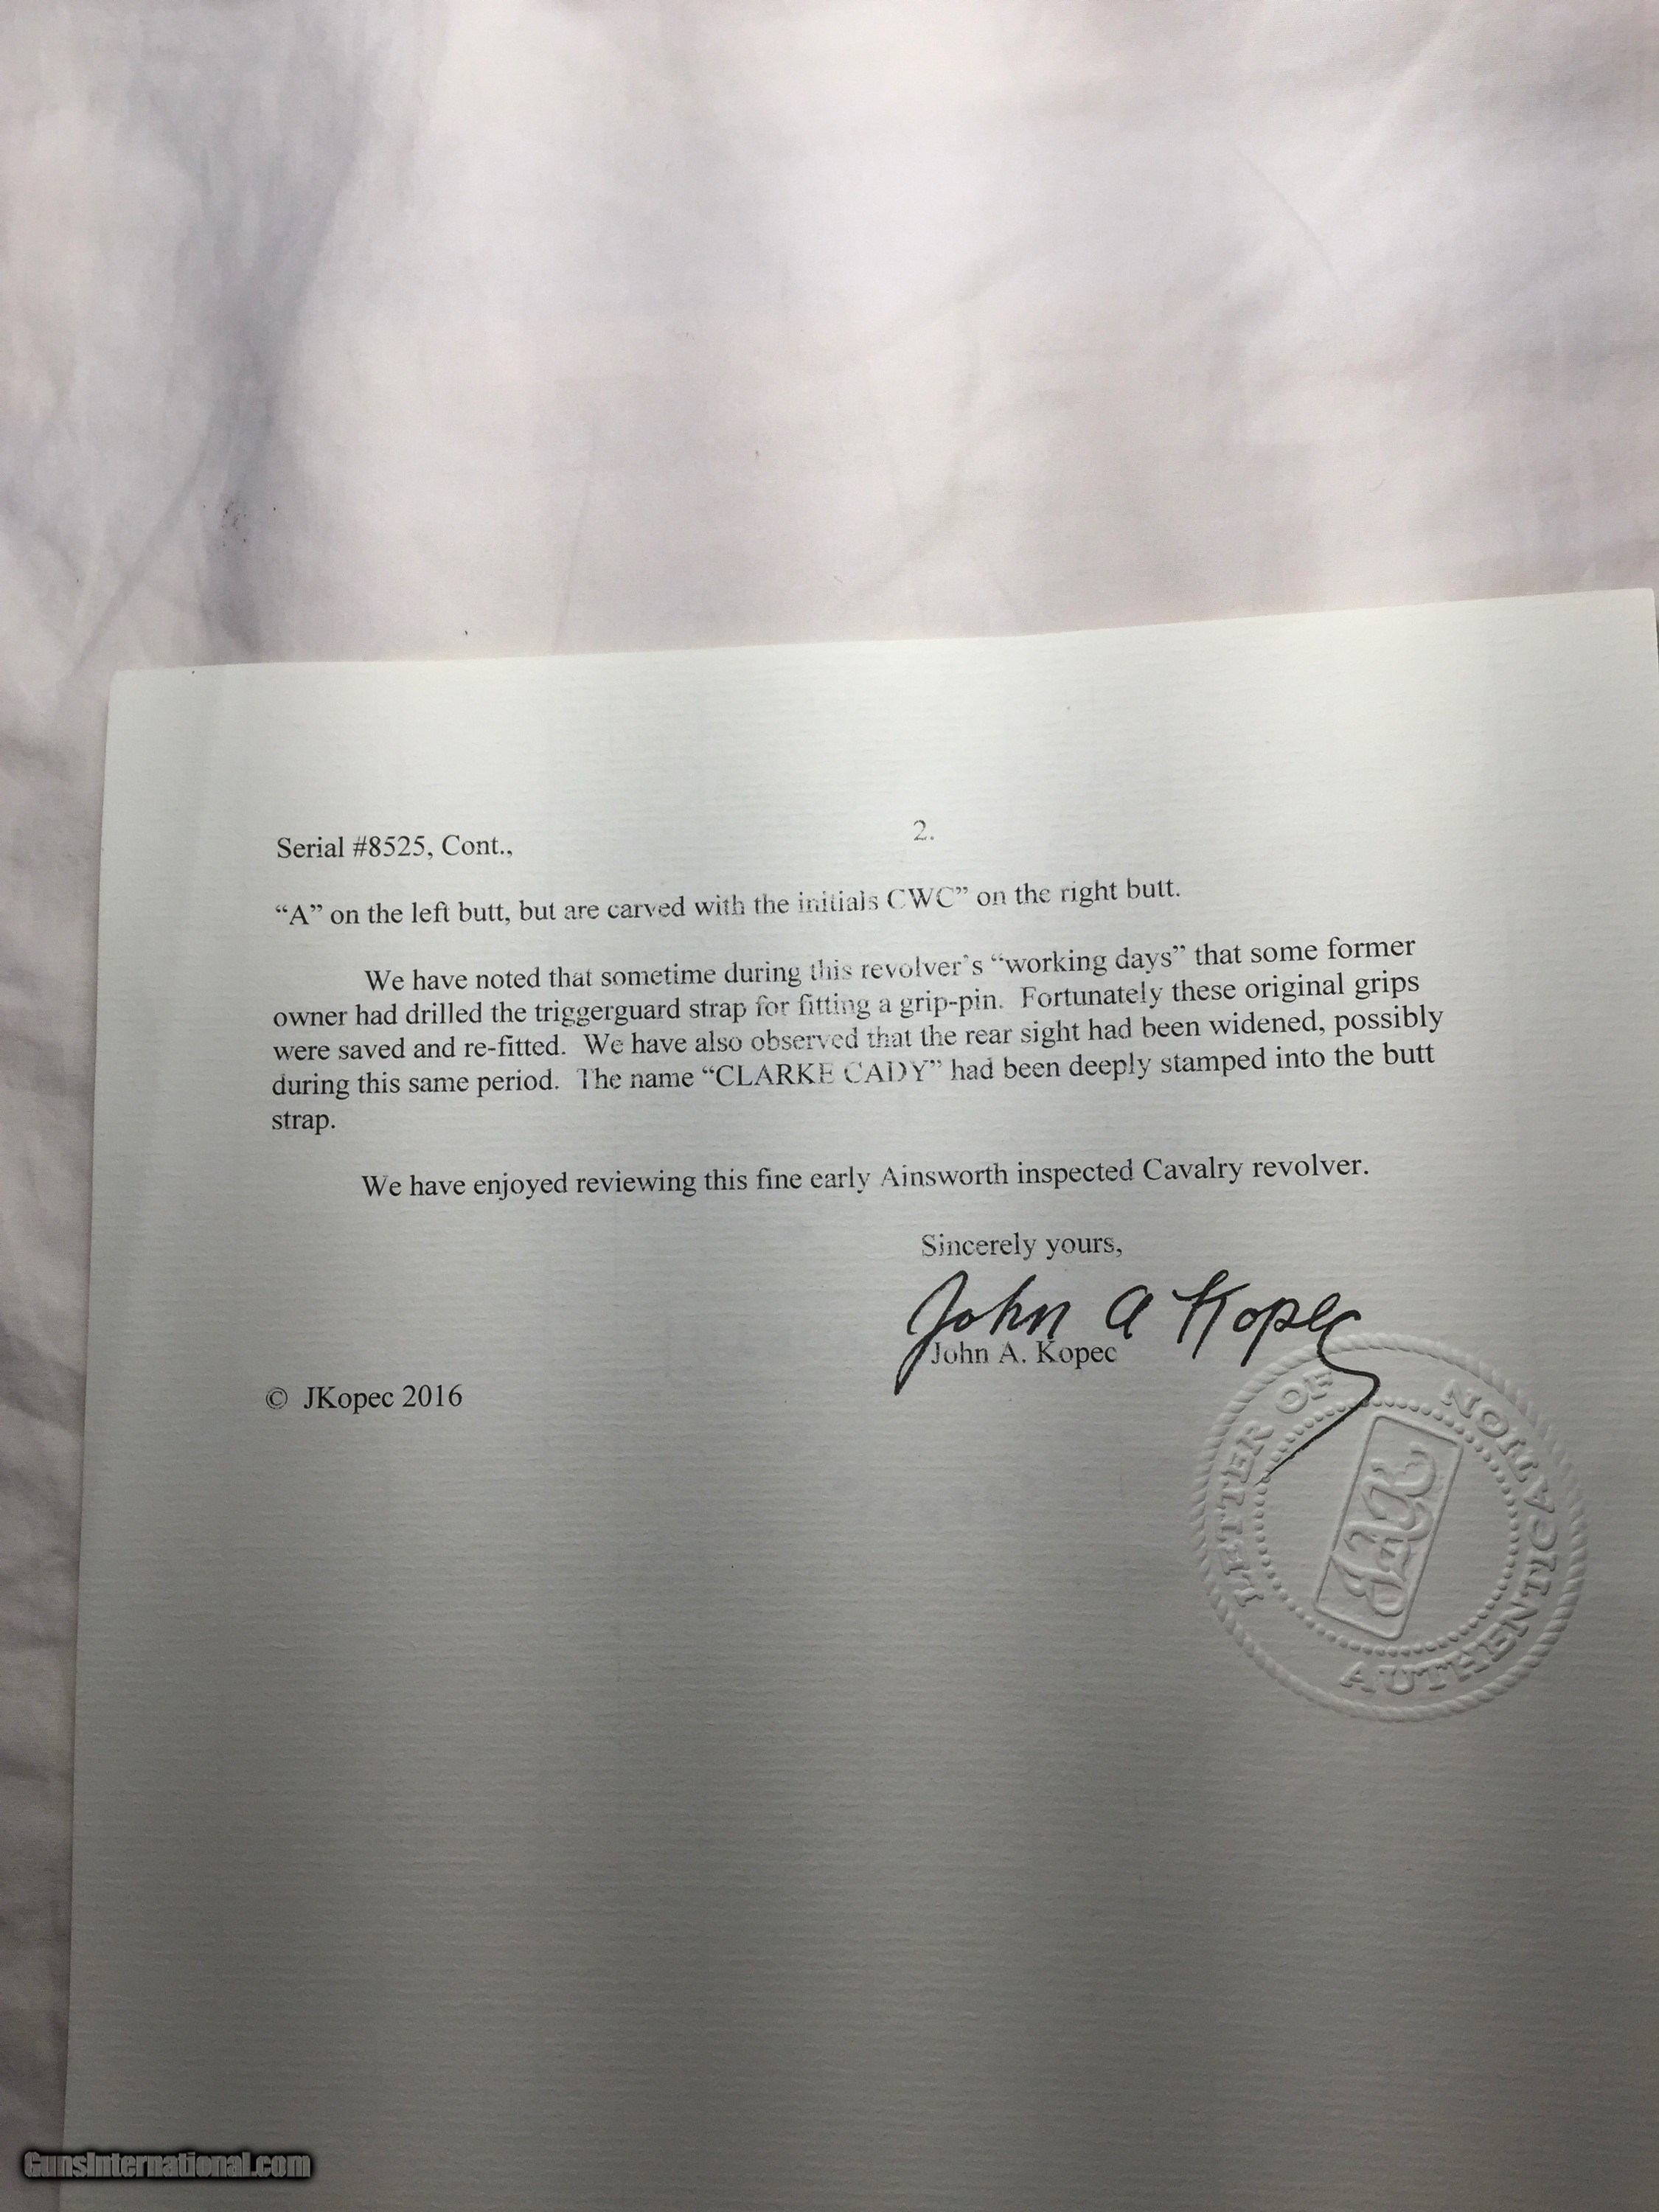 2.
Serial #8525, Cont.,
“A” on the left butt, but are carved with the initials CWC” on the right butt.
We have noted that sometime during this revolver’s “working days” that some former
owner had drilled the triggerguard strap for fitting a grip-pin. Fortunately these original grips
were saved and re-fitted. We have also observed that the rear sight had been widened, possibly
during this same period. The name “CLARKE CADY” had been deeply stamped into the butt
strap.
We have enjoyed reviewing this fine early Ainsworth inspected Cavalry revolver.
Sincerely yours,
John A Kopec
John A. Kopec
© JKopec 2016
LETTER OF AUTHENTICATION
JAK
GunsInternational.com